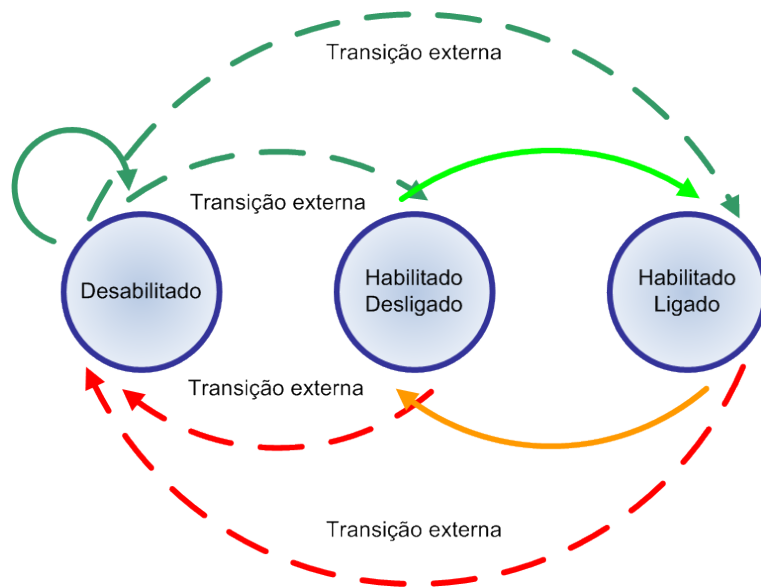 Transição externa
Transição externa
Desabilitado
Habilitado
Desligado
Habilitado
Ligado
Transição externa
Transição externa